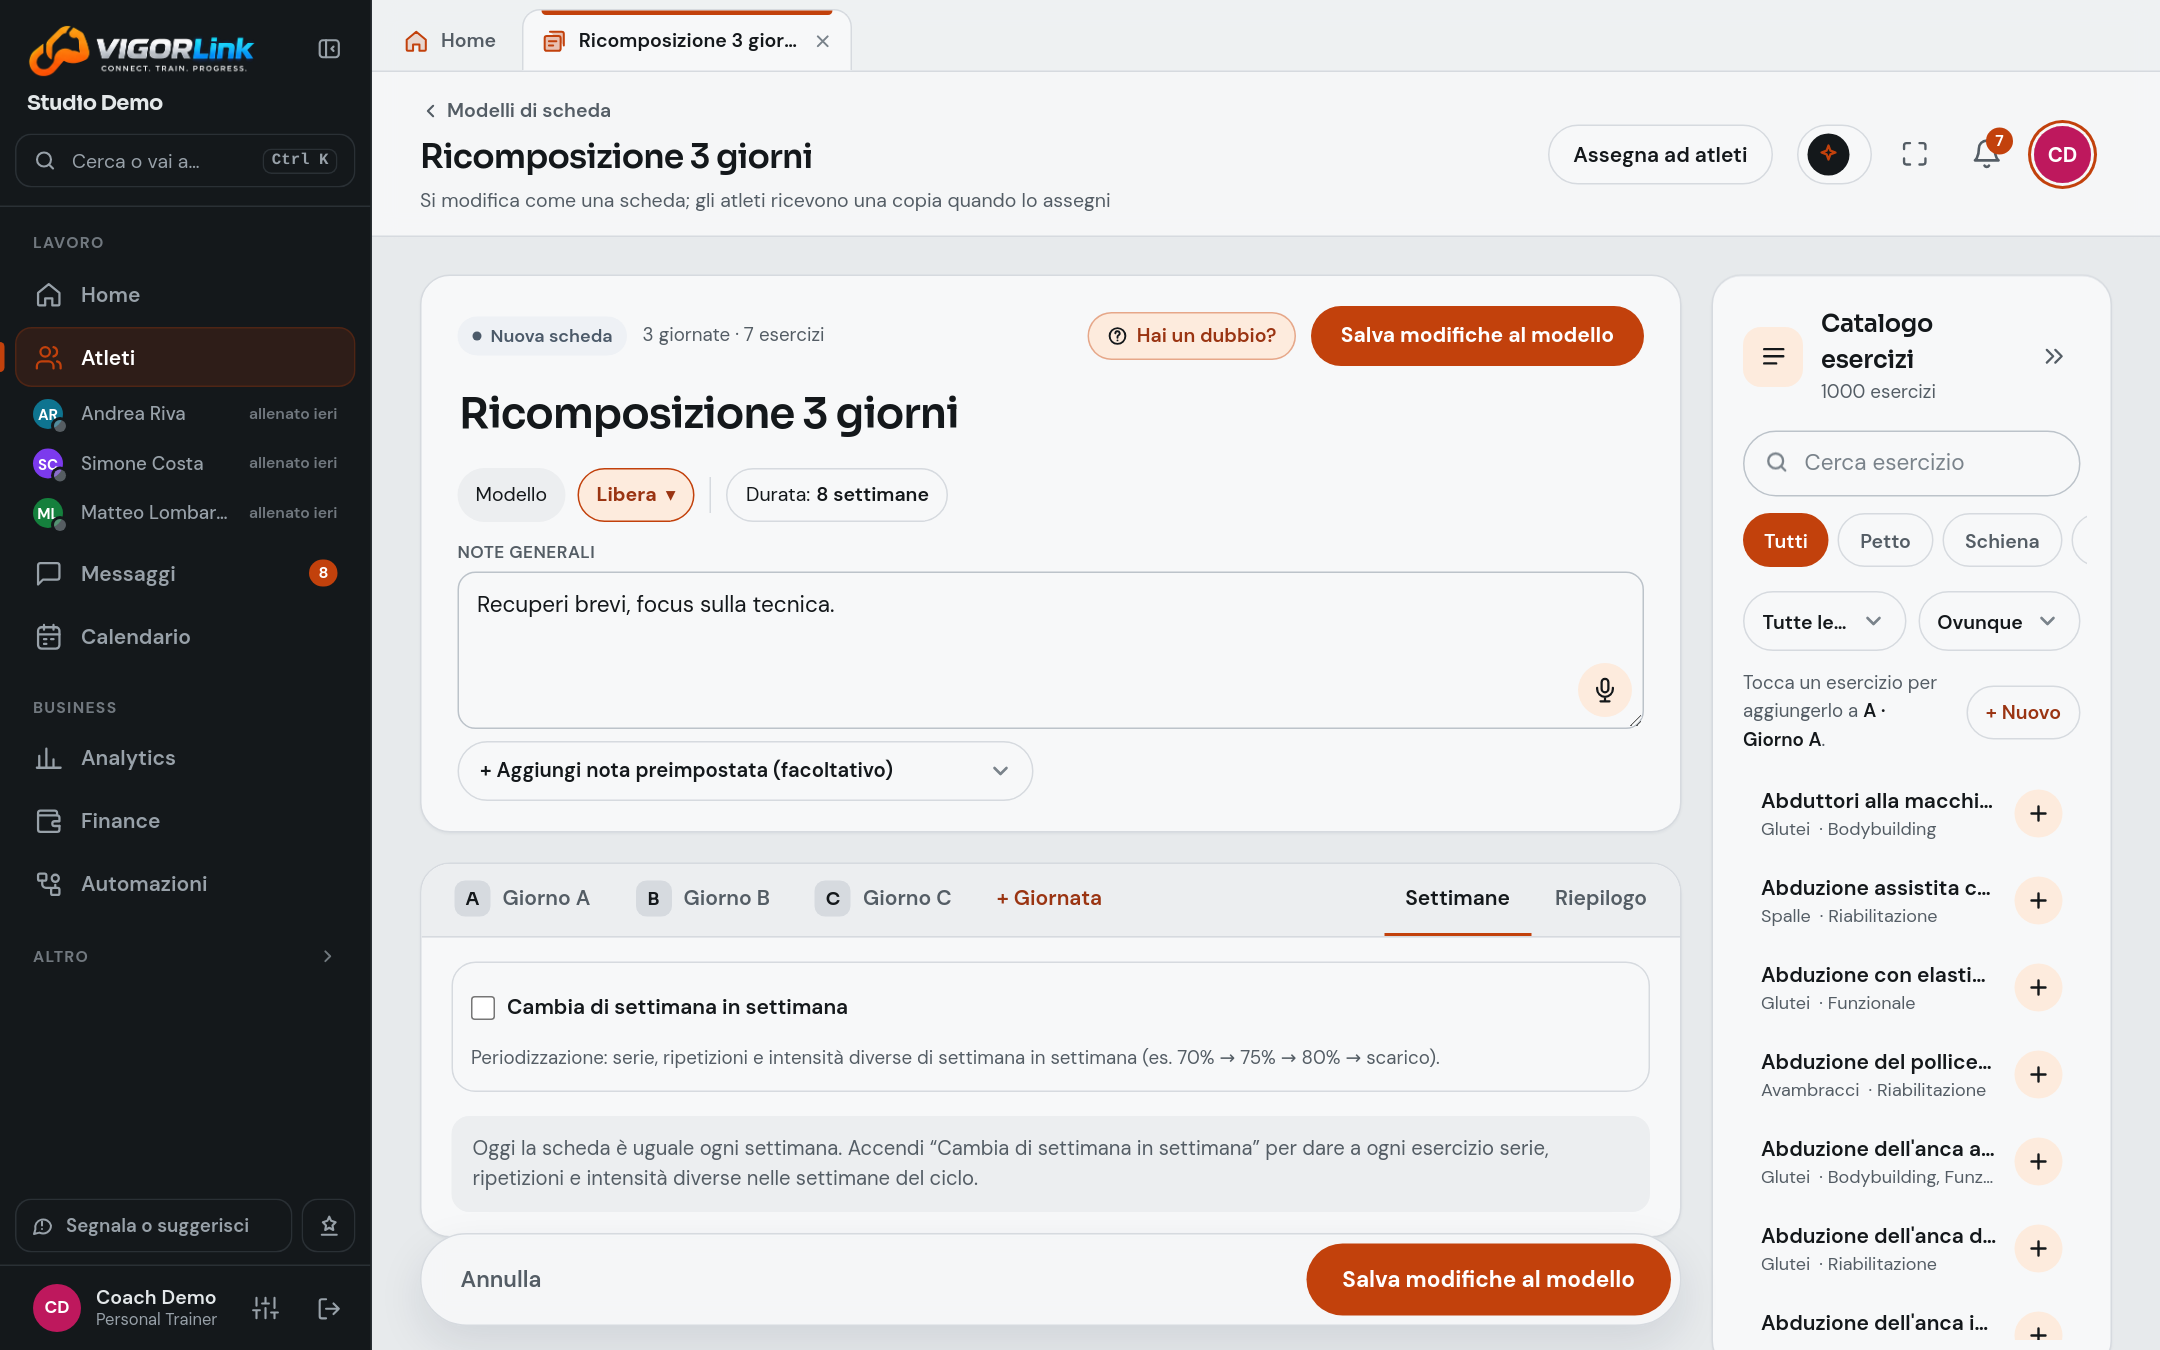 VIGORLink
CONNECT. TRAIN. PROGRESS.
Studio Demo
Cerca o vai a...
Ctrl K
LAVORO
Home
Atleti
AR Andrea Riva allenato ieri
SC Simone Costa allenato ieri
ML Matteo Lombar... allenato ieri
Messaggi 8
Calendario
BUSINESS
Analytics
Finance
Automazioni
ALTRO
Segnala o suggerisci
CD Coach Demo
Personal Trainer
Home
Ricomposizione 3 gior...
Modelli di scheda
Ricomposizione 3 giorni
Si modifica come una scheda; gli atleti ricevono una copia quando lo assegni
Assegna ad atleti
7
CD
Nuova scheda
3 giornate · 7 esercizi
Hai un dubbio?
Salva modifiche al modello
Ricomposizione 3 giorni
Modello
Libera ▾
Durata: 8 settimane
NOTE GENERALI
Recuperi brevi, focus sulla tecnica.
+ Aggiungi nota preimpostata (facoltativo)
A Giorno A
B Giorno B
C Giorno C
+ Giornata
Settimane
Riepilogo
Cambia di settimana in settimana
Periodizzazione: serie, ripetizioni e intensità diverse di settimana in settimana (es. 70% → 75% → 80% → scarico).
Oggi la scheda è uguale ogni settimana. Accendi “Cambia di settimana in settimana” per dare a ogni esercizio serie,
ripetizioni e intensità diverse nelle settimane del ciclo.
Annulla
Salva modifiche al modello
Catalogo
esercizi
1000 esercizi
Cerca esercizio
Tutti
Petto
Schiena
Tutte le...
Ovunque
Tocca un esercizio per
aggiungerlo a A ·
Giorno A.
+ Nuovo
Abduttori alla macchi...
Glutei · Bodybuilding
Abduzione assistita c...
Spalle · Riabilitazione
Abduzione con elasti...
Glutei · Funzionale
Abduzione del pollice...
Avambracci · Riabilitazione
Abduzione dell'anca a...
Glutei · Bodybuilding, Funz...
Abduzione dell'anca d...
Glutei · Riabilitazione
Abduzione dell'anca i...